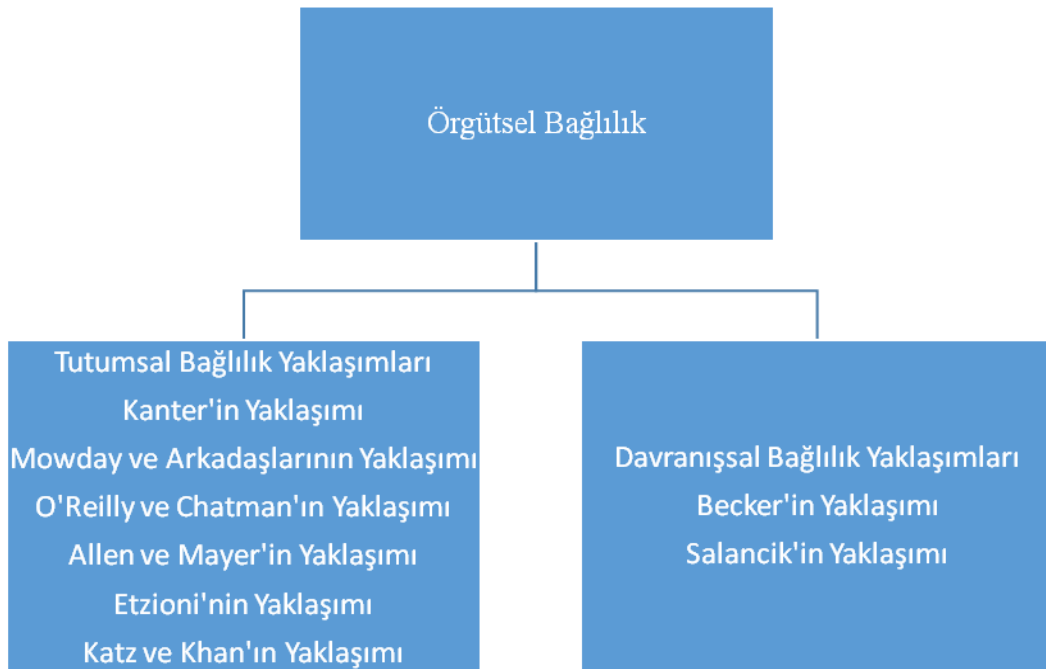 Örgütsel Bağlılık
Tutumsal Bağlılık Yaklaşımları
Kanter'in Yaklaşımı
Mowday ve Arkadaşlarının Yaklaşımı
O'Reilly ve Chatman'ın Yaklaşımı
Allen ve Mayer'in Yaklaşımı
Etzioni'nin Yaklaşımı
Katz ve Khan'ın Yaklaşımı
Davranışsal Bağlılık Yaklaşımları
Becker'in Yaklaşımı
Salancik'in Yaklaşımı